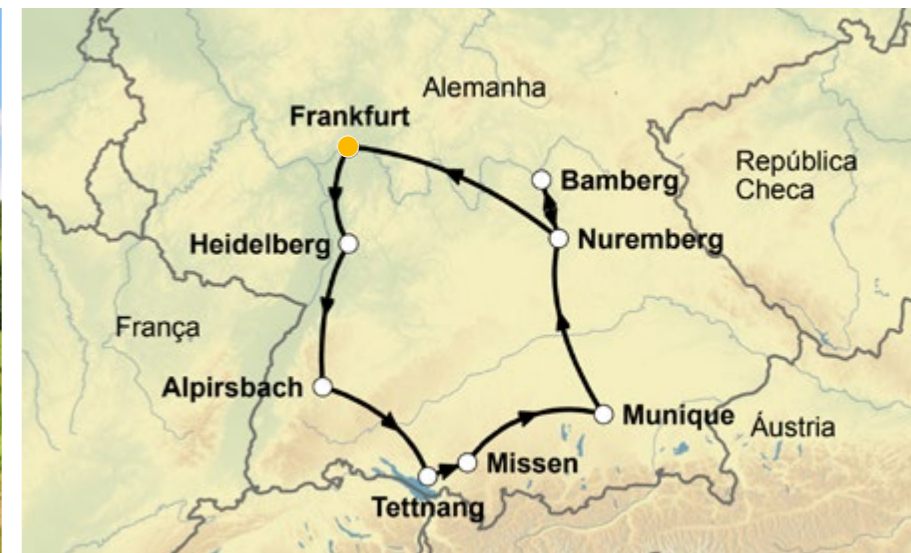 Alemanha
Frankfurt
Bamberg
República
Checa
Heidelberg
Nuremberg
França
Alpirsbach
Munique
Áustria
Missen
Tettnang